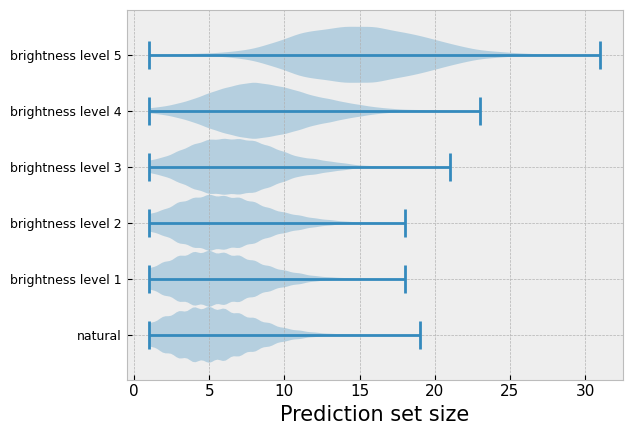 brightness level 5
brightness level 4
brightness level 3
brightness level 2
brightness level 1
natural
0 5 10 15 20 25 30
Prediction set size